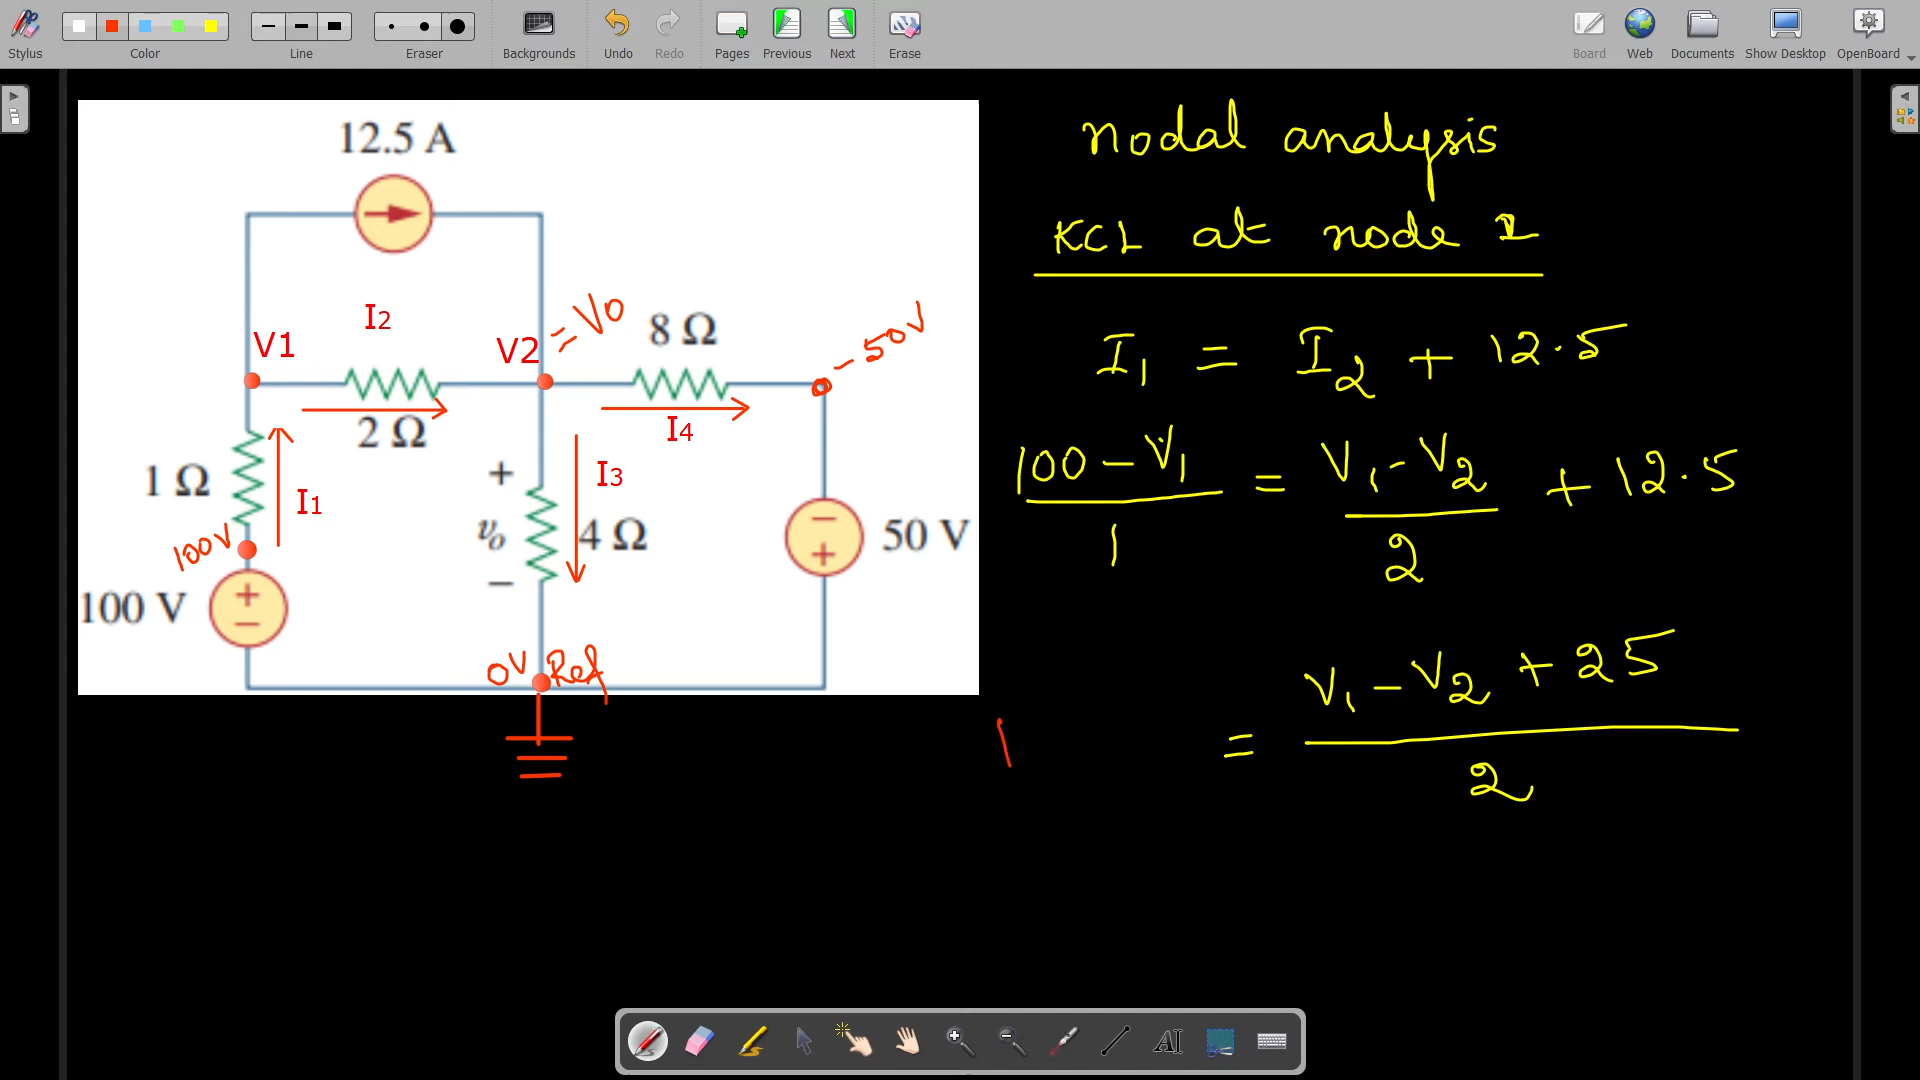 Stylus Color Line Eraser Backgrounds Undo Redo Pages Previous Next Erase Board Web Documents Show Desktop OpenBoard
12.5 A
I2
V1
V2 = V0
8 Ω
- 50V
2 Ω
I4
1 Ω
I1
+
I3
vo
4 Ω
-
+
50 V
100V
100 V
+
-
-
0V Ref
nodal analysis
KCL at node 1
I1 = I2 + 12.5
100 - V1 / 1 = V1 - V2 / 2 + 12.5
= V1 - V2 + 25 / 2
AI